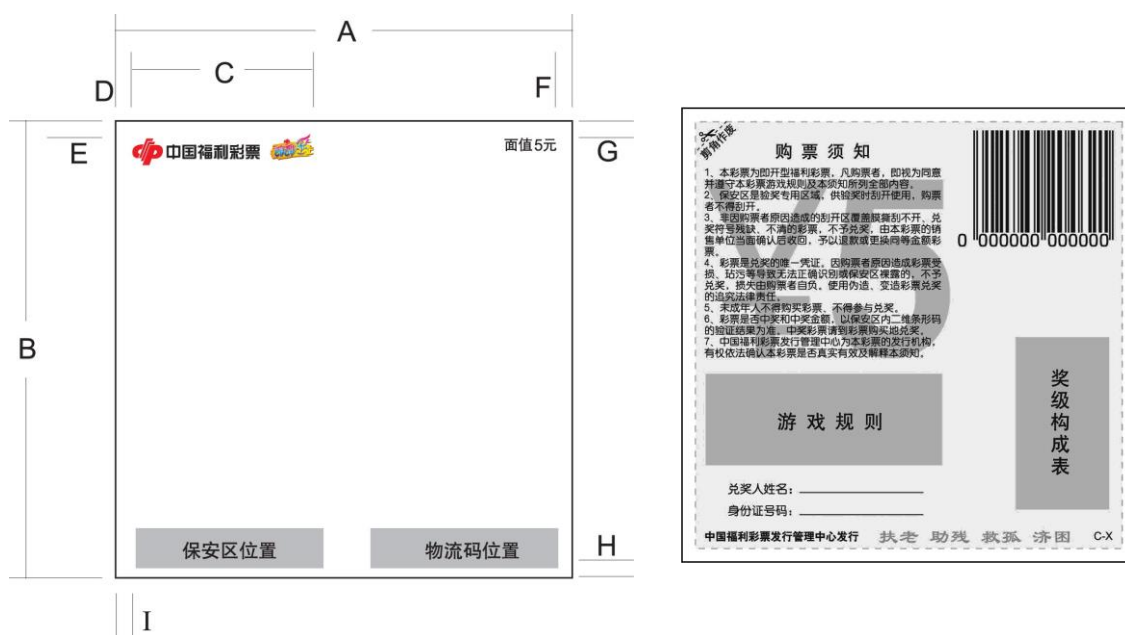 A
C
D
F
E
中国福利彩票
面值5元
G
B
保安区位置
物流码位置
H
I
剪角作废
购票须知
1、本彩票为即开型福利彩票，凡购票者，即视为同意
并遵守本彩票游戏规则及本须知所列全部内容。
2、保安区是验奖专用区域，供验奖时刮开使用，购票
者不得刮开。
3、非因购票者原因造成的刮开区覆盖膜撕刮不开、兑
奖符号残缺、不清的彩票，不予兑奖，由本彩票的销
售单位当面确认后收回，予以退款或更换同等金额彩
票。
4、彩票是兑奖的唯一凭证，因购票者原因造成彩票受
损、玷污等导致无法正确识别或保安区裸露的，不予
兑奖，损失由购票者自负。使用伪造、变造彩票兑奖
的追究法律责任。
5、未成年人不得购买彩票、不得参与兑奖。
6、彩票是否中奖和中奖金额，以保安区内二维条形码
的验证结果为准。中奖彩票请到彩票购买地兑奖。
7、中国福利彩票发行管理中心为本彩票的发行机构，
有权依法确认本彩票是否真实有效及解释本须知。
¥5
0 000000 000000
游戏规则
奖级构成表
兑奖人姓名：
身份证号码：
中国福利彩票发行管理中心发行 扶老 助残 救孤 济困 C-X